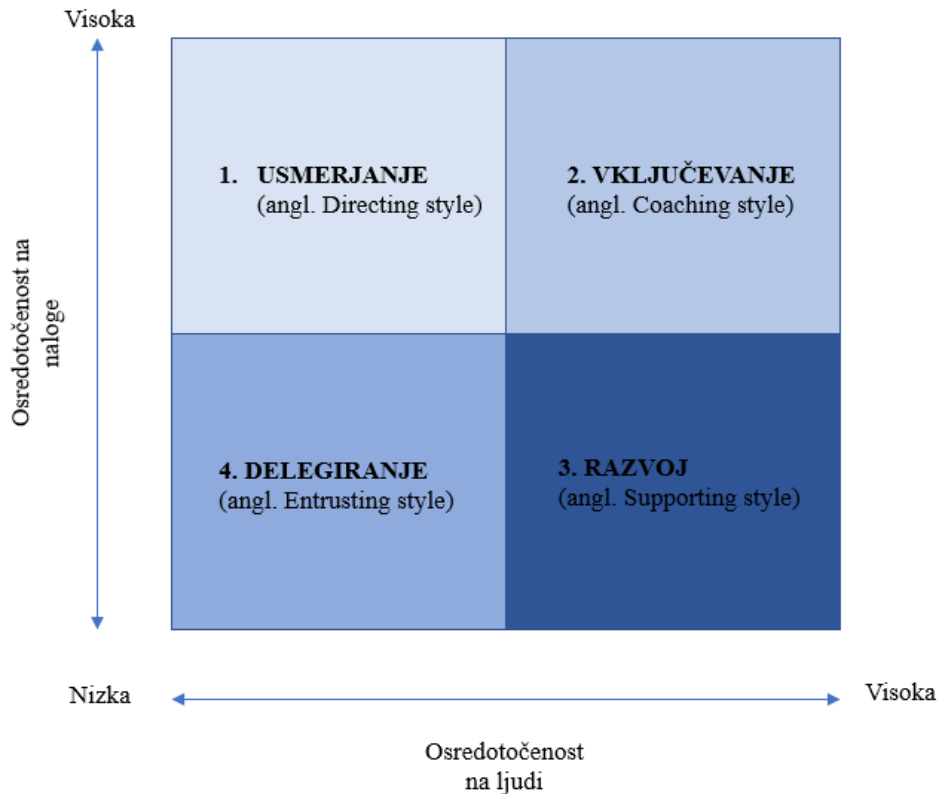 Visoka
1. USMERJANJE
(angl. Directing style)
2. VKLJUČEVANJE
(angl. Coaching style)
Osredotočenost na
naloge
4. DELEGIRANJE
(angl. Entrusting style)
3. RAZVOJ
(angl. Supporting style)
Nizka
Visoka
Osredotočenost
na ljudi